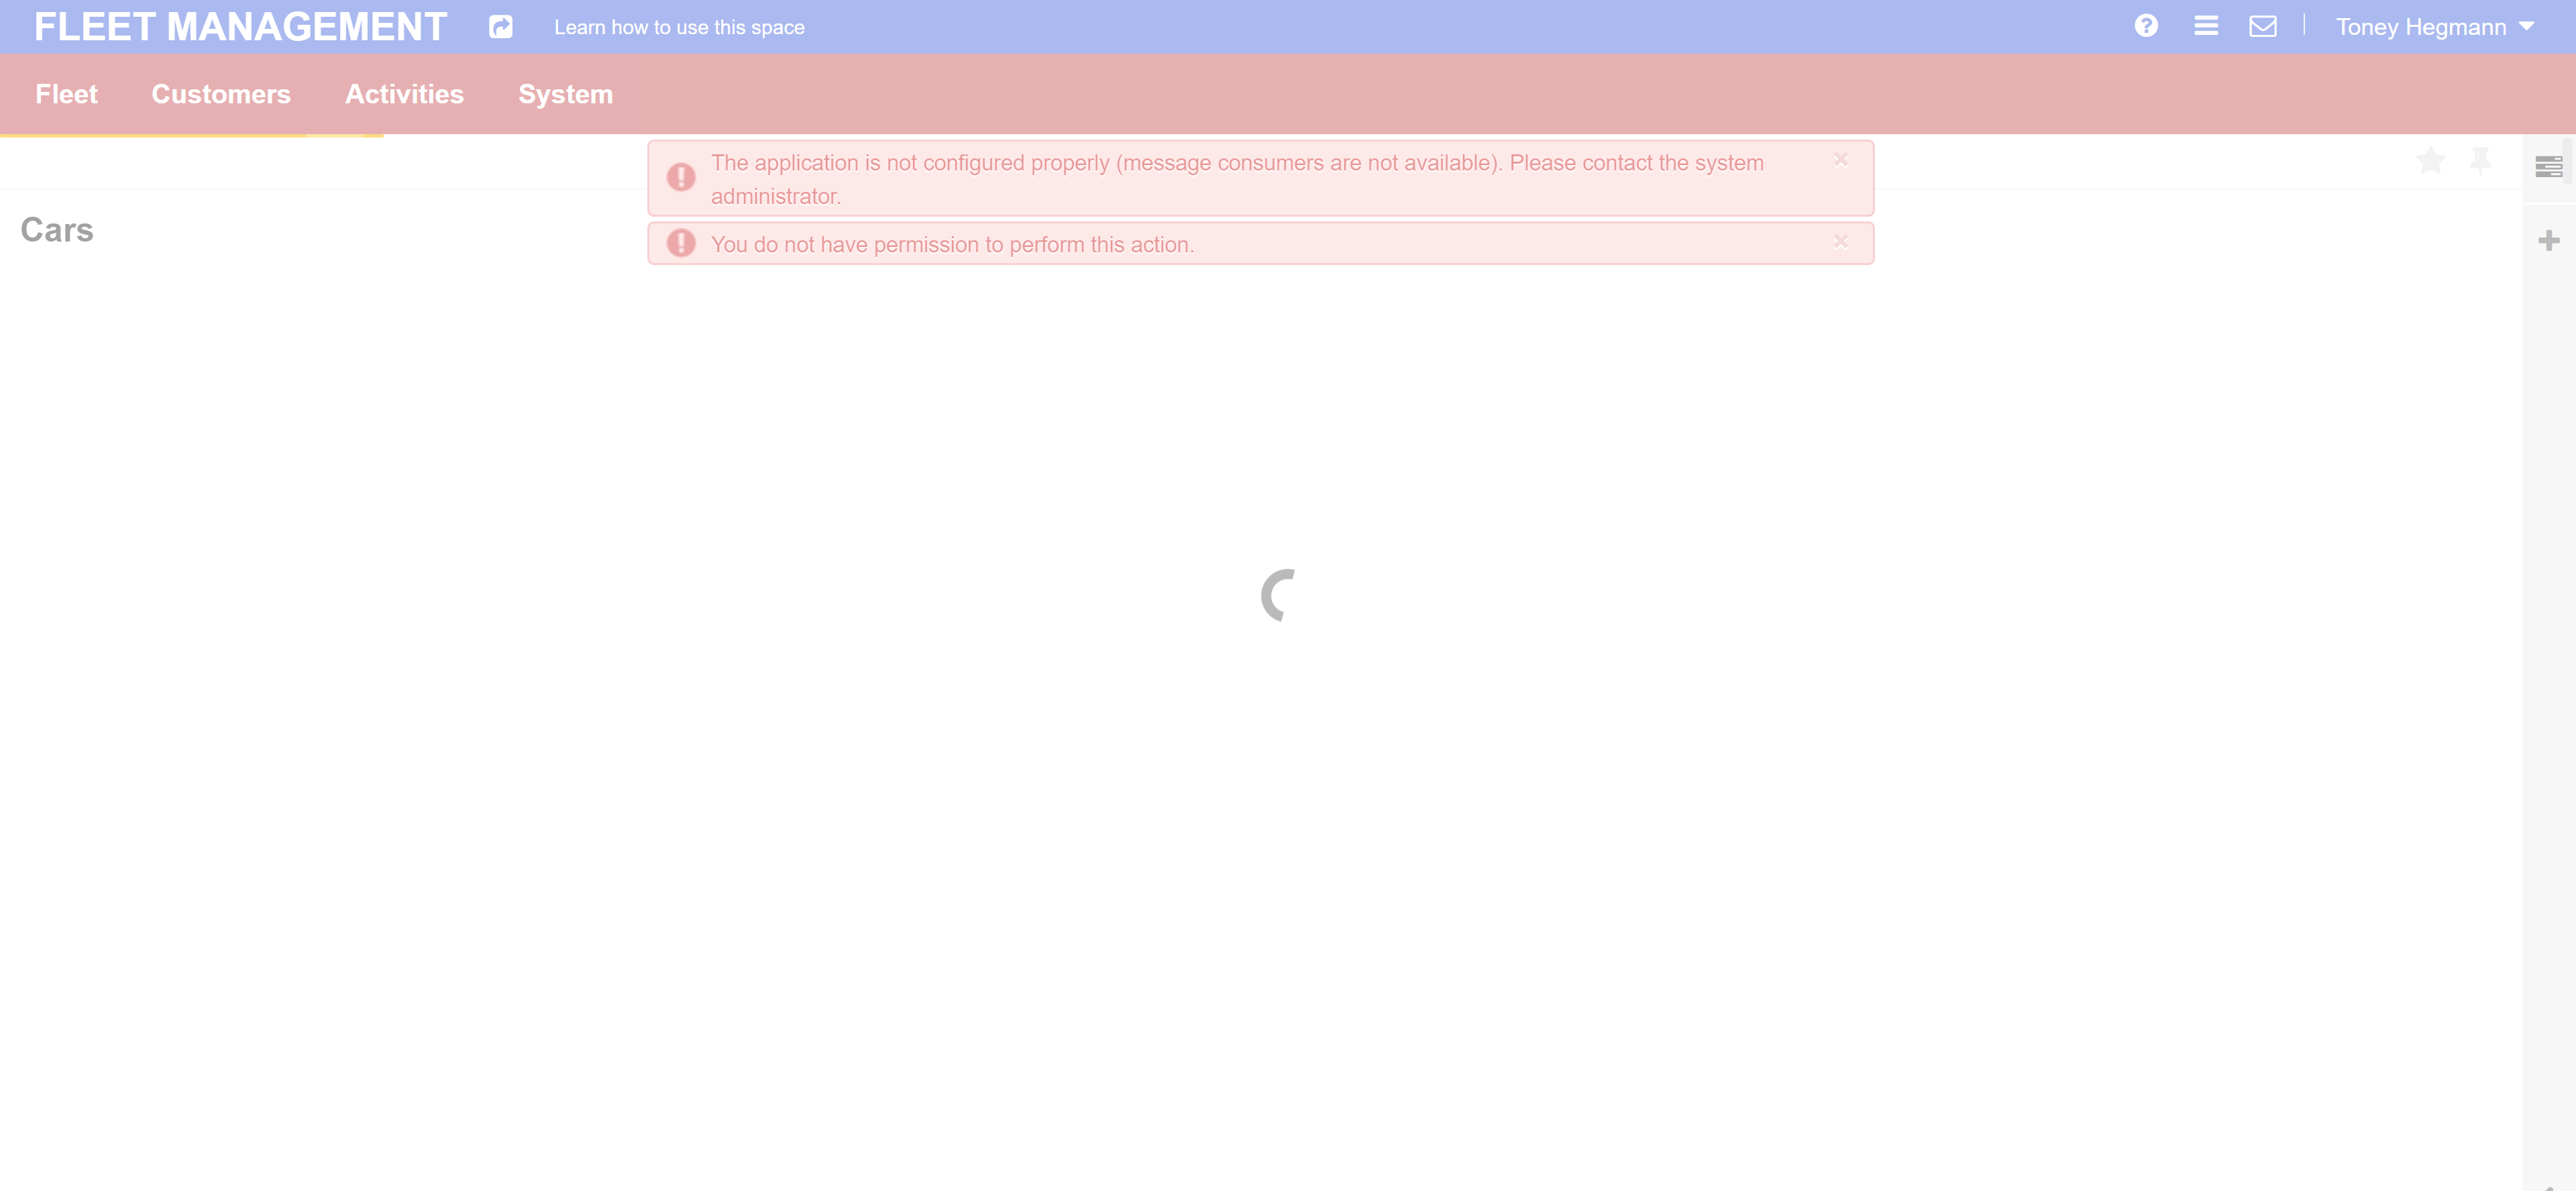 FLEET MANAGEMENT
Learn how to use this space
Toney Hegmann
Fleet
Customers
Activities
System
The application is not configured properly (message consumers are not available). Please contact the system
administrator.
You do not have permission to perform this action.
Cars